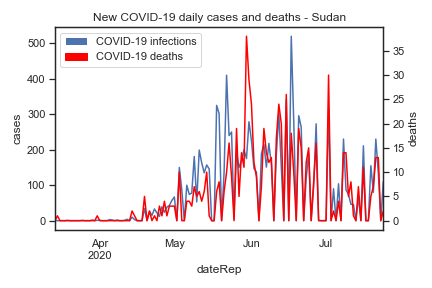 New COVID-19 daily cases and deaths - Sudan
COVID-19 infections
COVID-19 deaths
500
400
300
200
100
0
cases
35
30
25
20
15
10
5
0
deaths
Apr
2020
May
Jun
Jul
dateRep